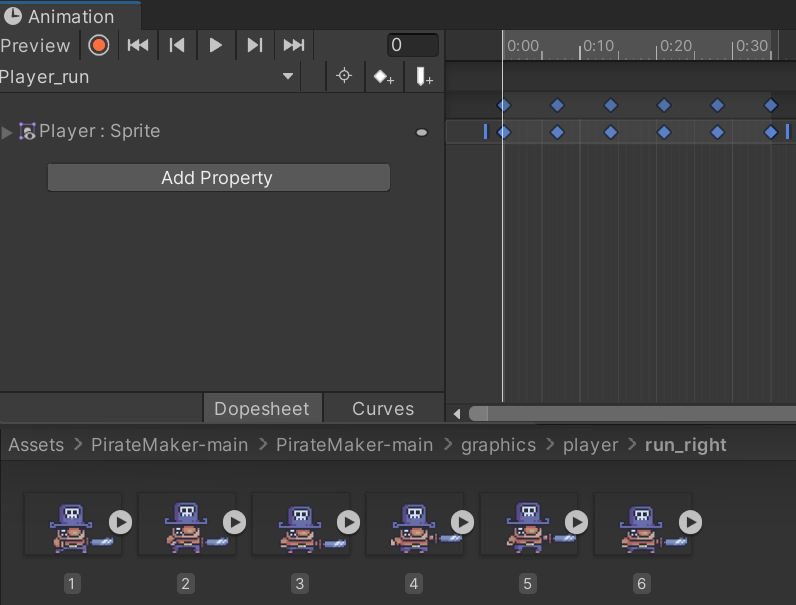 Animation
Preview
0
0:00 0:10 0:20 0:30
Player_run
Player : Sprite
Add Property
Dopesheet Curves
Assets > PirateMaker-main > PirateMaker-main > graphics > player > run_right
1 2 3 4 5 6